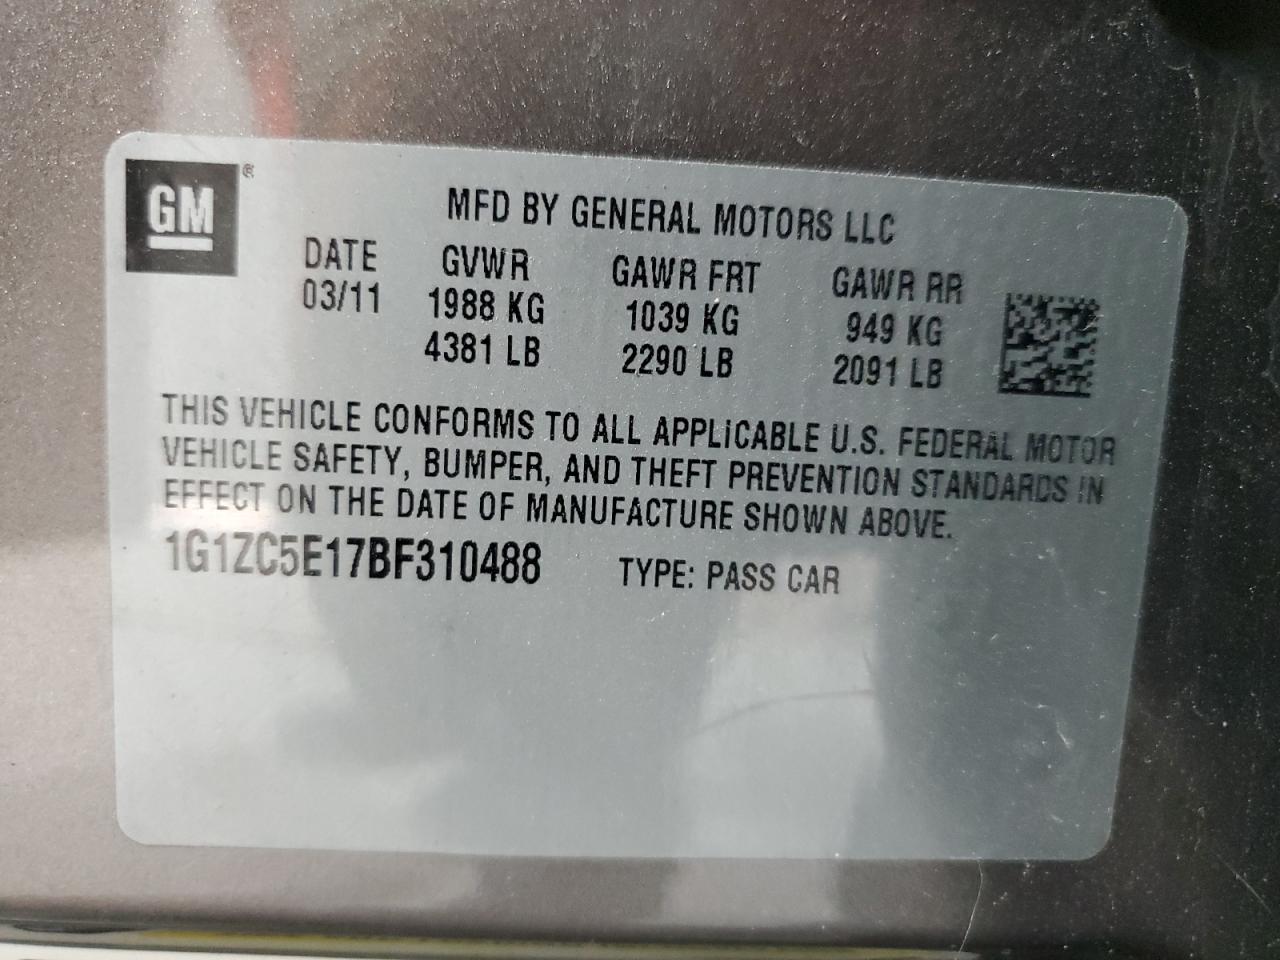 GM®
MFD BY GENERAL MOTORS LLC
DATE GVWR GAWR FRT GAWR RR
03/11 1988 KG 1039 KG 949 KG
4381 LB 2290 LB 2091 LB
THIS VEHICLE CONFORMS TO ALL APPLICABLE U.S. FEDERAL MOTOR
VEHICLE SAFETY, BUMPER, AND THEFT PREVENTION STANDARDS IN
EFFECT ON THE DATE OF MANUFACTURE SHOWN ABOVE.
1G1ZC5E17BF310488 TYPE: PASS CAR